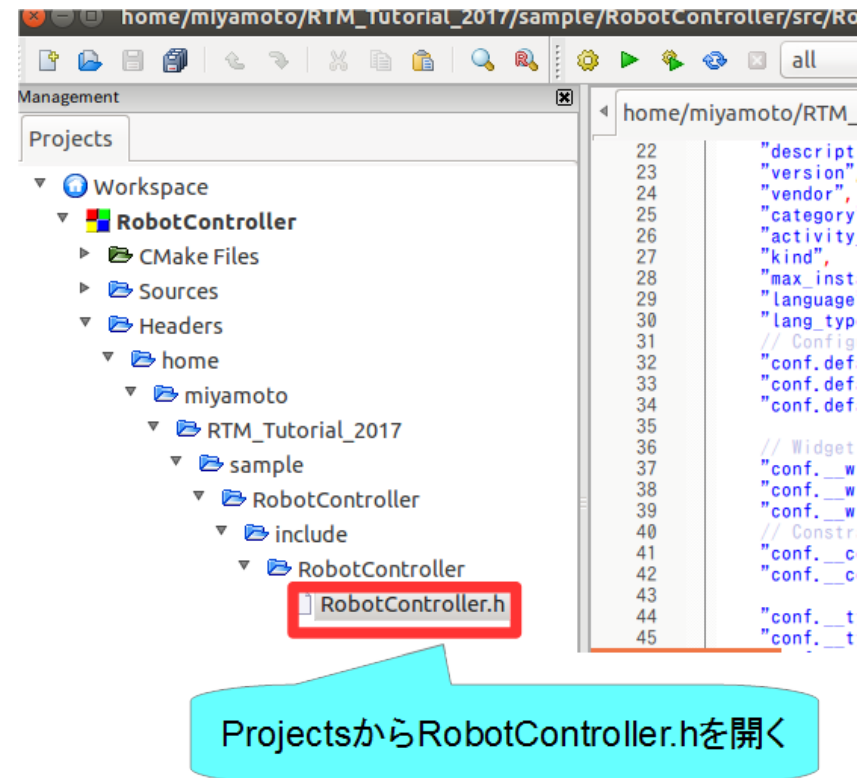 home/miyamoto/RTM_Tutorial_2017/sample/RobotController/src/Ro
all
Management
Projects
Workspace
RobotController
CMake Files
Sources
Headers
home
miyamoto
RTM_Tutorial_2017
sample
RobotController
include
RobotController
RobotController.h
home/miyamoto/RTM_
22 "descript
23 "version"
24 "vendor",
25 "category
26 "activity_
27 "kind",
28 "max_inst
29 "language
30 "lang_typ
31 // Config
32 "conf.def
33 "conf.def
34 "conf.def
35
36 // Widget
37 "conf.__w
38 "conf.__w
39 "conf.__w
40 // Constr
41 "conf.__c
42 "conf.__c
43
44 "conf.__t
45 "conf.__t
ProjectsからRobotController.hを開く